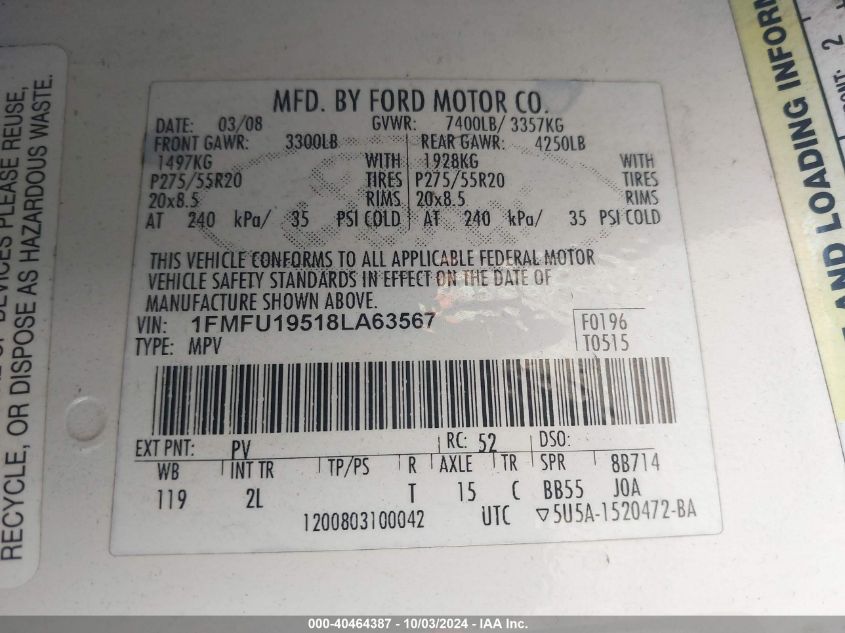 MFD. BY FORD MOTOR CO.
DATE: 03/08 GVWR: 7400LB/ 3357KG
FRONT GAWR: 3300LB REAR GAWR: 4250LB
1497KG WITH 1928KG WITH
P275/55R20 TIRES P275/55R20 TIRES
20x8.5 RIMS 20x8.5 RIMS
AT 240 kPa/ 35 PSI COLD AT 240 kPa/ 35 PSI COLD
THIS VEHICLE CONFORMS TO ALL APPLICABLE FEDERAL MOTOR
VEHICLE SAFETY STANDARDS IN EFFECT ON THE DATE OF
MANUFACTURE SHOWN ABOVE.
VIN: 1FMFU19518LA63567 F0196
TYPE: MPV T0515
EXT PNT: PV RC: 52 DSO:
WB INT TR TP/PS R AXLE TR SPR 8B714
119 2L T 15 C BB55 JOA
1200803100042 UTC ▽5U5A-1520472-BA
DEVICES PLEASE REUSE,
RECYCLE, OR DISPOSE AS HAZARDOUS WASTE.
AND LOADING INFORM
2
000-40464387 - 10/03/2024 - IAA Inc.